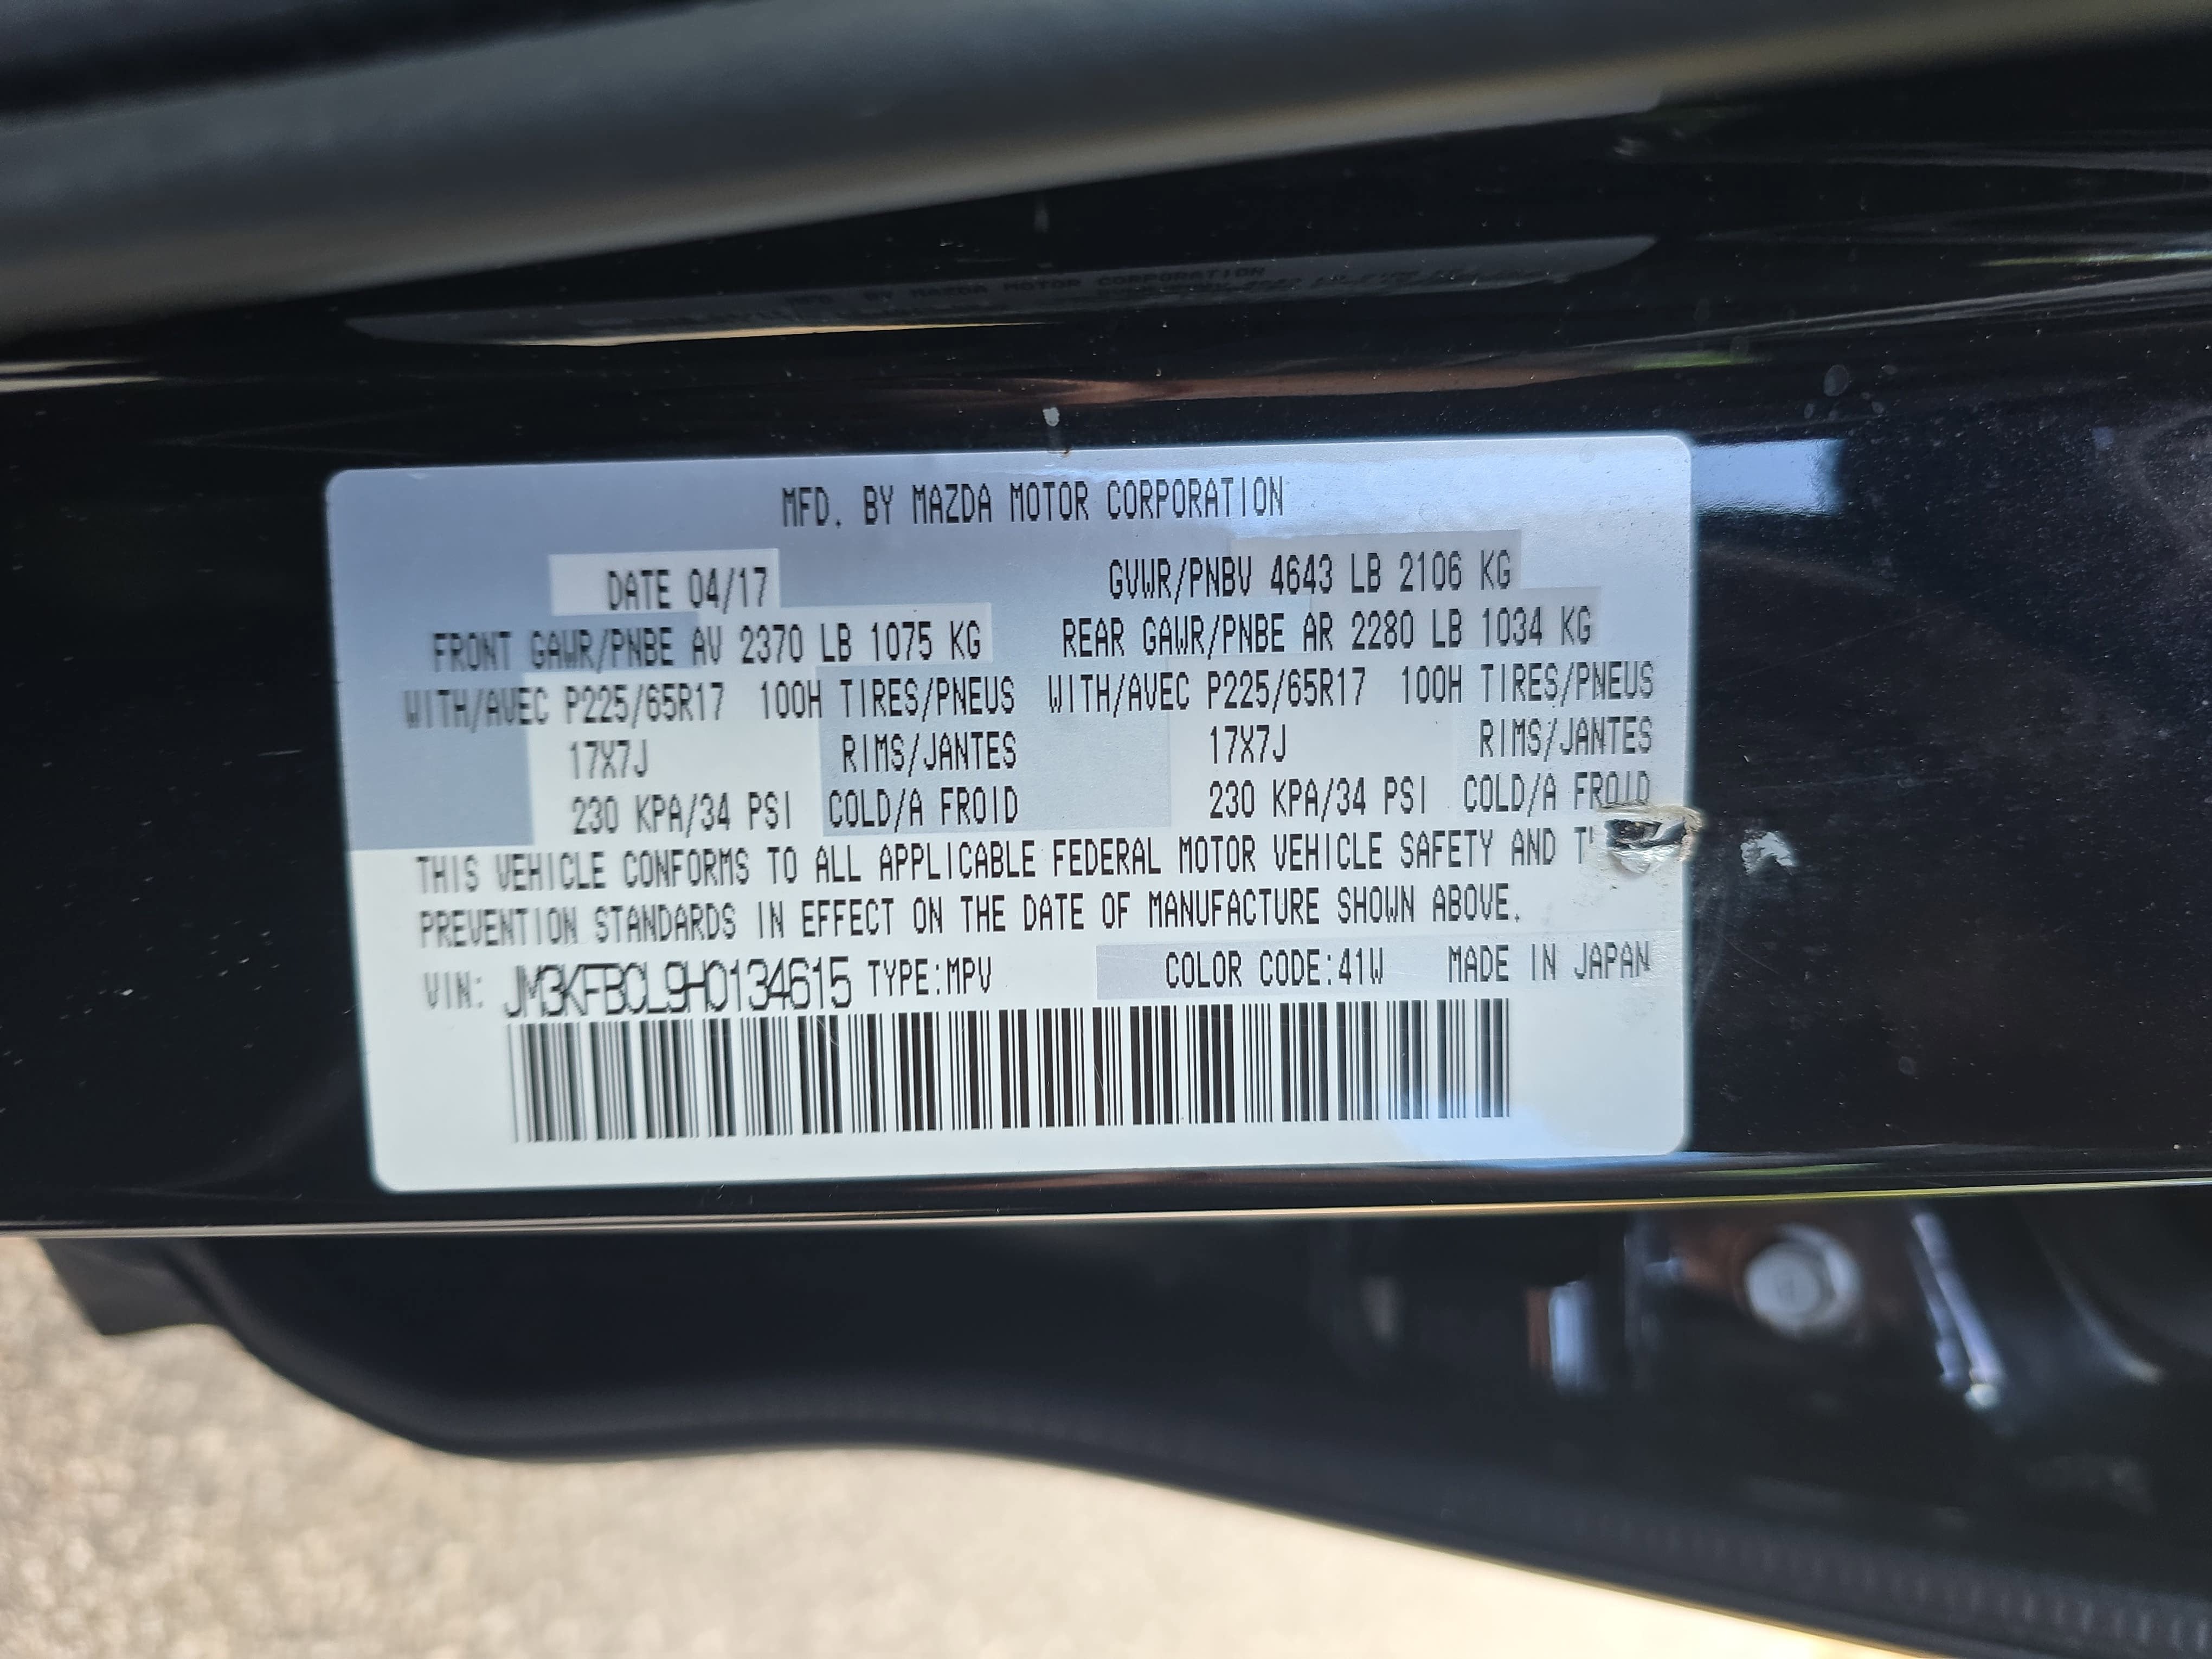 MFD. BY MAZDA MOTOR CORPORATION
DATE 04/17 GVWR/PNBV 4643 LB 2106 KG
FRONT GAWR/PNBE AV 2370 LB 1075 KG REAR GAWR/PNBE AR 2280 LB 1034 KG
WITH/AVEC P225/65R17 100H TIRES/PNEUS WITH/AVEC P225/65R17 100H TIRES/PNEUS
17X7J RIMS/JANTES 17X7J RIMS/JANTES
230 KPA/34 PSI COLD/A FROID 230 KPA/34 PSI COLD/A FROID
THIS VEHICLE CONFORMS TO ALL APPLICABLE FEDERAL MOTOR VEHICLE SAFETY AND
PREVENTION STANDARDS IN EFFECT ON THE DATE OF MANUFACTURE SHOWN ABOVE.
VIN: JM3KFBCL9H0134615 TYPE:MPV COLOR CODE:41W MADE IN JAPAN